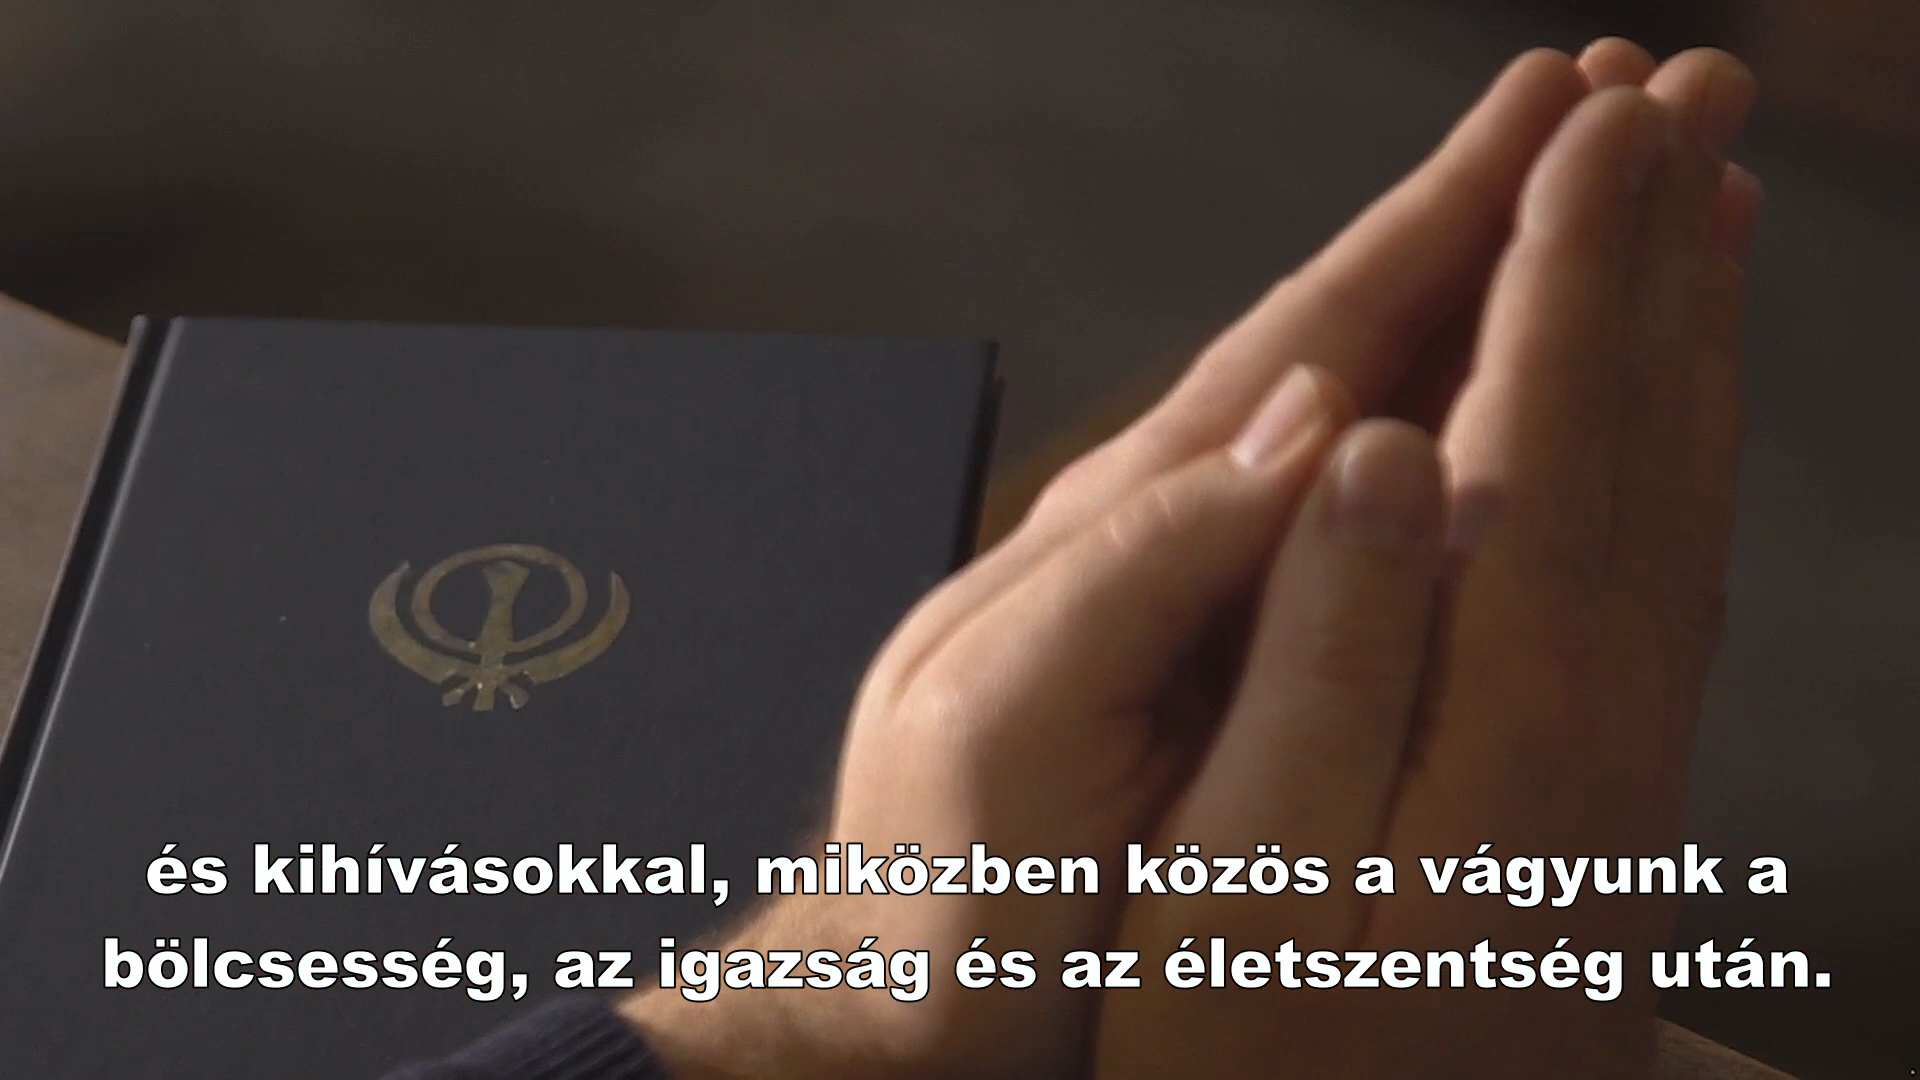 és kihívásokkal, miközben közös a vágyunk a
bölcsesség, az igazság és az életszentség után.